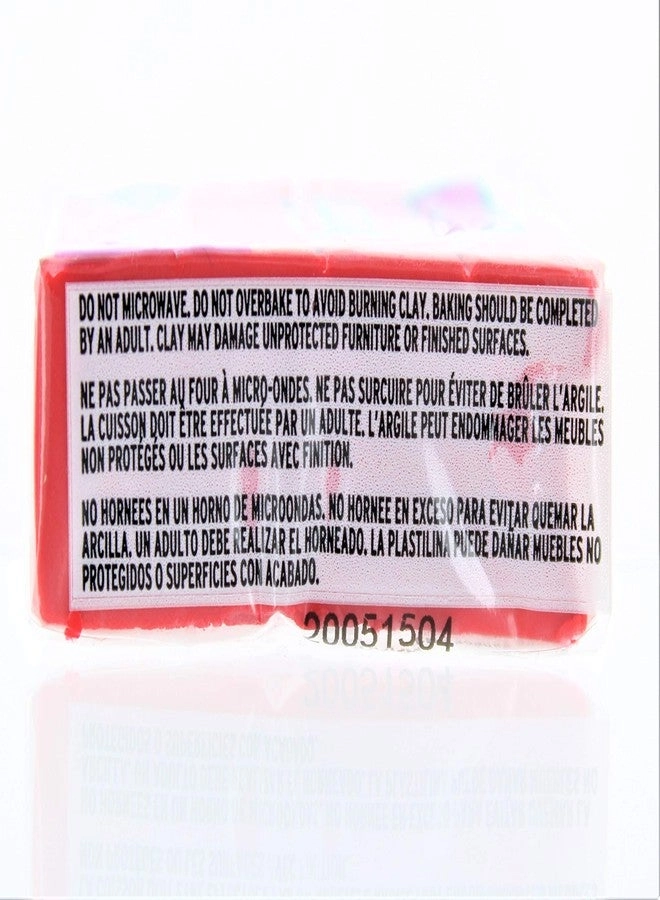 DO NOT MICROWAVE. DO NOT OVERBAKE TO AVOID BURNING CLAY. BAKING SHOULD BE COMPLETED
BY AN ADULT. CLAY MAY DAMAGE UNPROTECTED FURNITURE OR FINISHED SURFACES.
NE PAS PASSER AU FOUR À MICRO-ONDES. NE PAS SURCUIRE POUR ÉVITER DE BRÛLER L'ARGILE.
LA CUISSON DOIT ÊTRE EFFECTUÉE PAR UN ADULTE. L'ARGILE PEUT ENDOMMAGER LES MEUBLES
NON PROTÉGÉS OU LES SURFACES AVEC FINITION.
NO HORNEES EN UN HORNO DE MICROONDAS. NO HORNEE EN EXCESO PARA EVITAR QUEMAR LA
ARCILLA. UN ADULTO DEBE REALIZAR EL HORNEADO. LA PLASTILINA PUEDE DAÑAR MUEBLES NO
PROTEGIDOS O SUPERFICIES CON ACABADO.
20051504